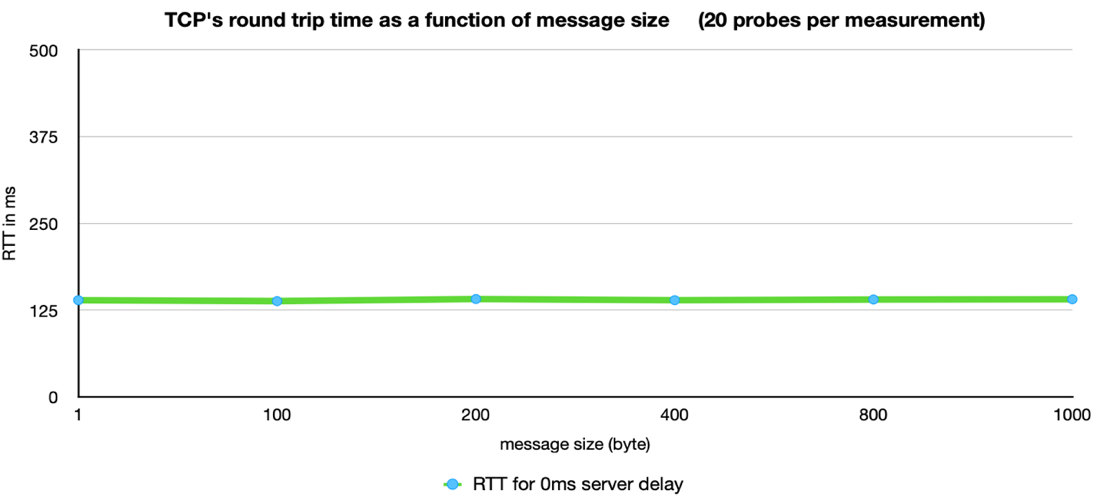 TCP's round trip time as a function of message size (20 probes per measurement)
500
375
RTT in ms
250
125
0
1 100 200 400 800 1000
message size (byte)
RTT for 0ms server delay